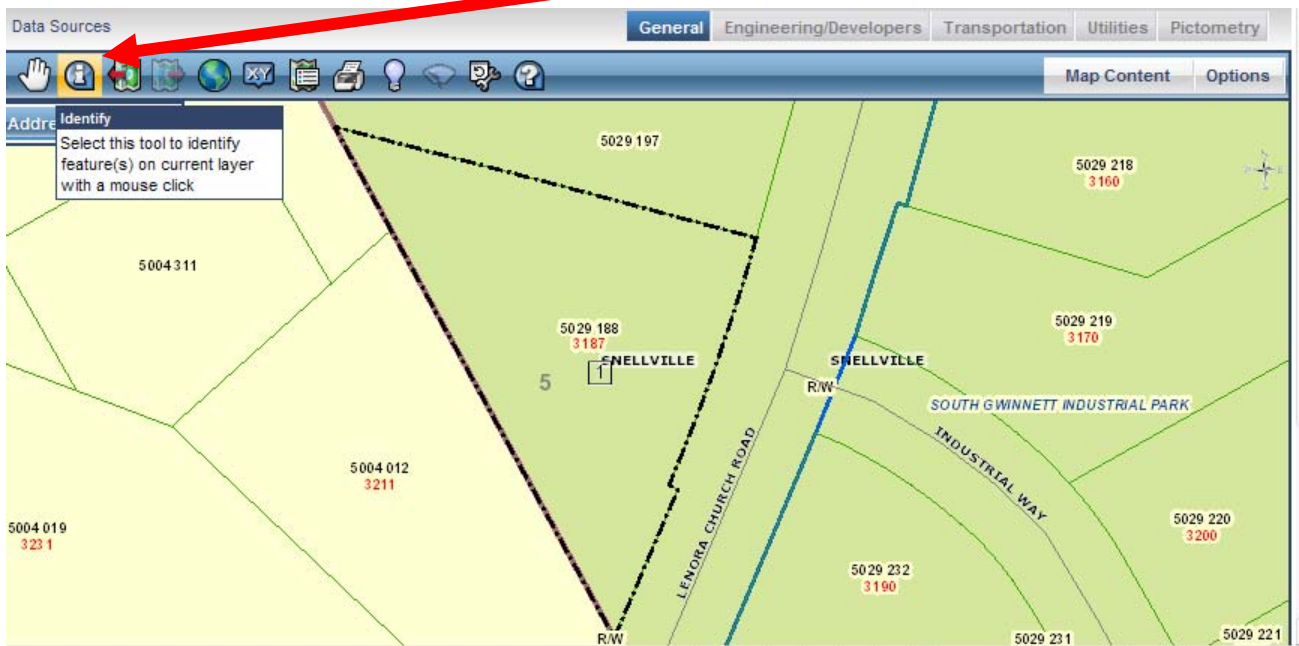 Data Sources
General Engineering/Developers Transportation Utilities Pictometry
XY
Map Content Options
Addre
Identify
Select this tool to identify
feature(s) on current layer
with a mouse click
5029 197
5029 218
3160
5004 311
5029 188
3187
SNELLVILLE
1
5
5029 219
3170
SNELLVILLE
R/W
SOUTH GWINNETT INDUSTRIAL PARK
INDUSTRIAL WAY
LENORA CHURCH ROAD
5004 012
3211
5004 019
3231
5029 220
3200
5029 232
3190
R/W
5029 231
5029 221